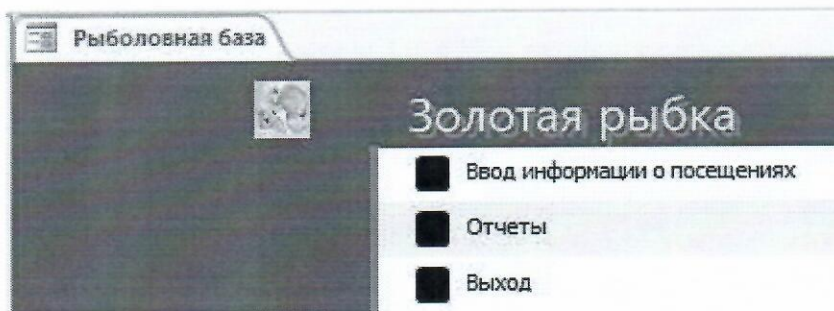 Рыболовная база
Золотая рыбка
Ввод информации о посещениях
Отчеты
Выход